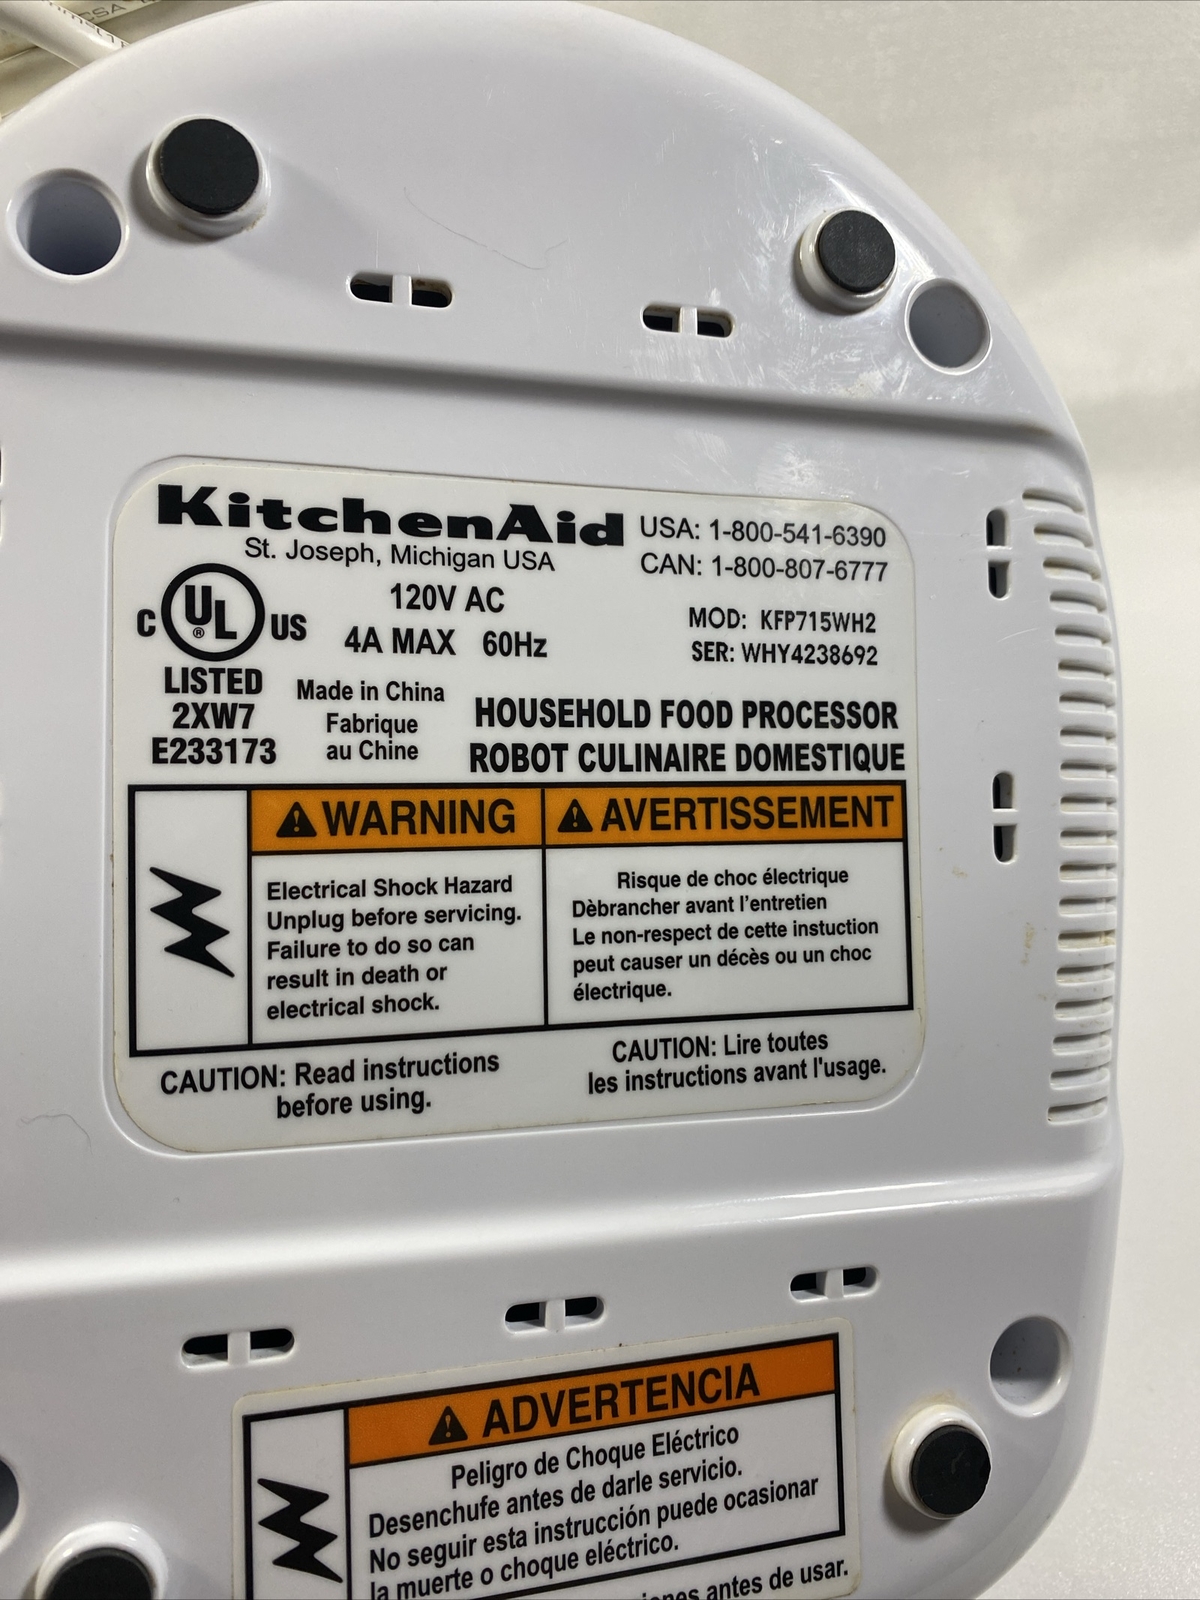 CSA
KitchenAid
St. Joseph, Michigan USA
USA: 1-800-541-6390
CAN: 1-800-807-6777
120V AC
4A MAX 60Hz
MOD: KFP715WH2
SER: WHY4238692
C UL ® US
LISTED
2XW7
E233173
Made in China
Fabrique
au Chine
HOUSEHOLD FOOD PROCESSOR
ROBOT CULINAIRE DOMESTIQUE
WARNING
Electrical Shock Hazard
Unplug before servicing.
Failure to do so can
result in death or
electrical shock.
AVERTISSEMENT
Risque de choc électrique
Dèbrancher avant l'entretien
Le non-respect de cette instuction
peut causer un décès ou un choc
électrique.
CAUTION: Read instructions
before using.
CAUTION: Lire toutes
les instructions avant l'usage.
ADVERTENCIA
Peligro de Choque Eléctrico
Desenchufe antes de darle servicio.
No seguir esta instrucción puede ocasionar
la muerte o choque eléctrico.
antes de usar.